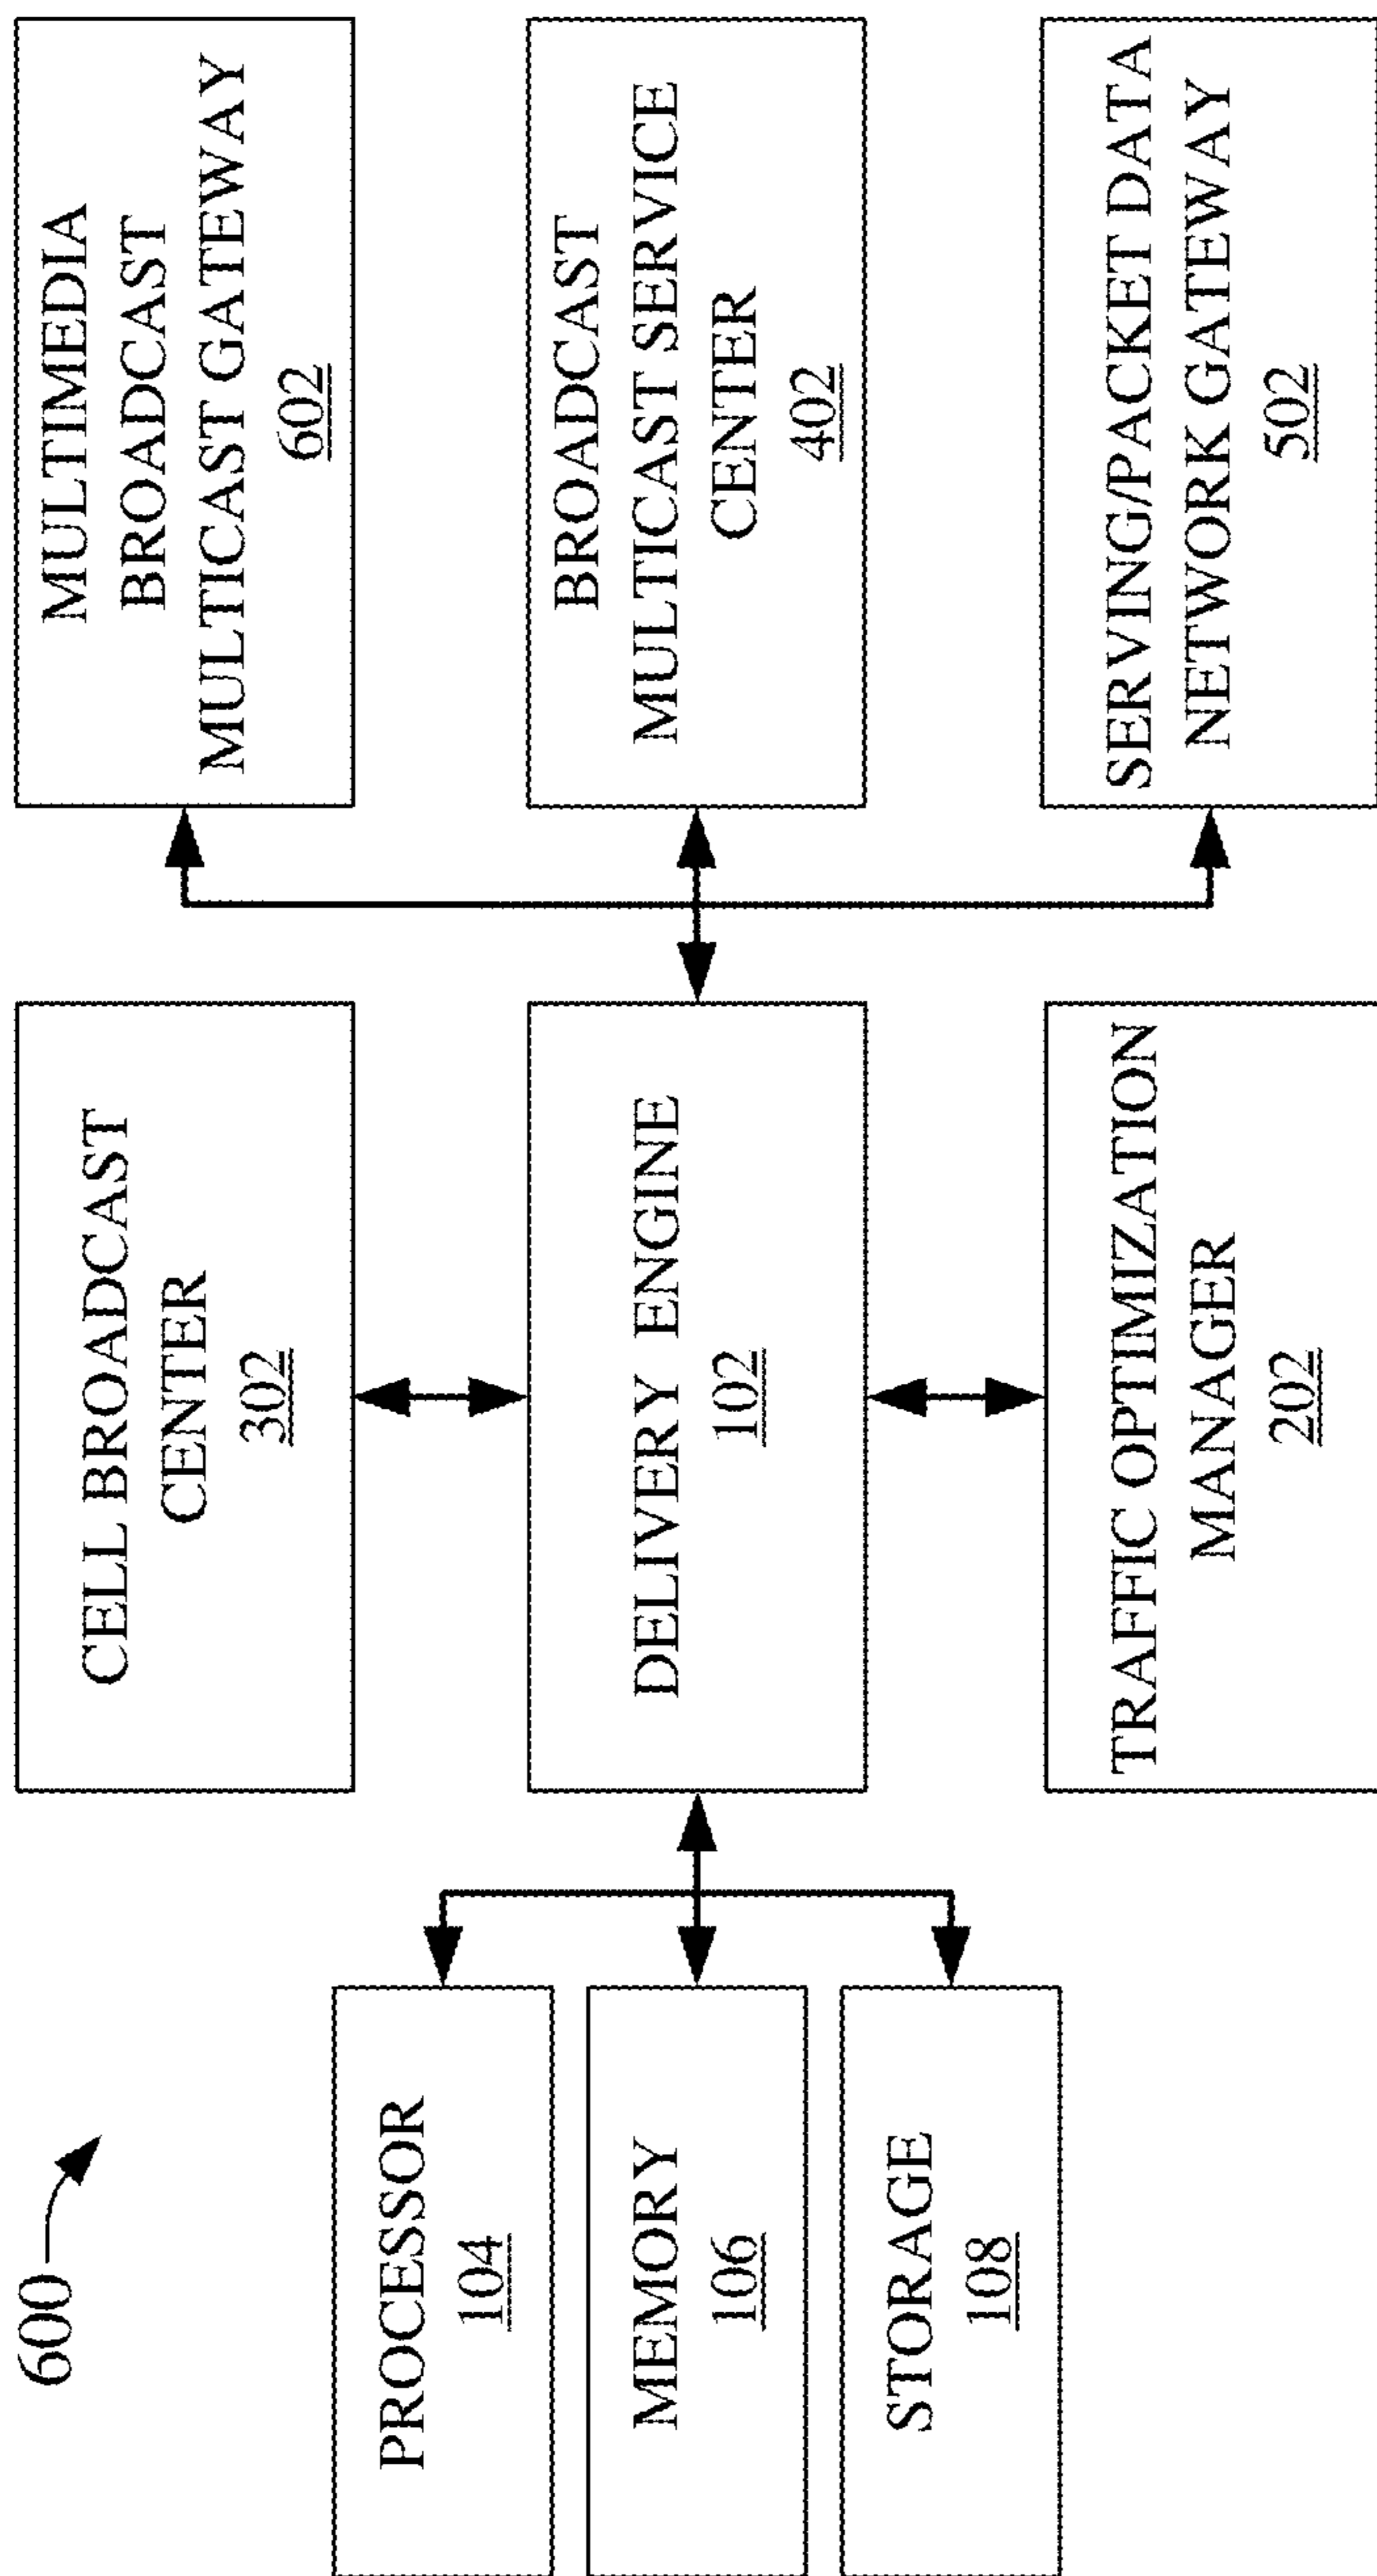 600
PROCESSOR
104
MEMORY
106
STORAGE
108
CELL BROADCAST
CENTER
302
DELIVERY ENGINE
102
TRAFFIC OPTIMIZATION
MANAGER
202
MULTIMEDIA
BROADCAST
MULTICAST GATEWAY
602
BROADCAST
MULTICAST SERVICE
CENTER
402
SERVING/PACKET DATA
NETWORK GATEWAY
502